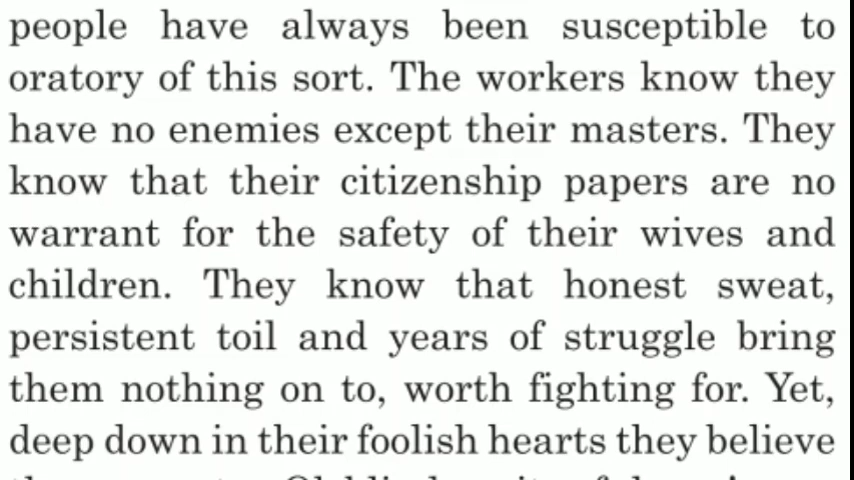 people have always been susceptible to
oratory of this sort. The workers know they
have no enemies except their masters. They
know that their citizenship papers are no
warrant for the safety of their wives and
children. They know that honest sweat,
persistent toil and years of struggle bring
them nothing on to, worth fighting for. Yet,
deep down in their foolish hearts they believe